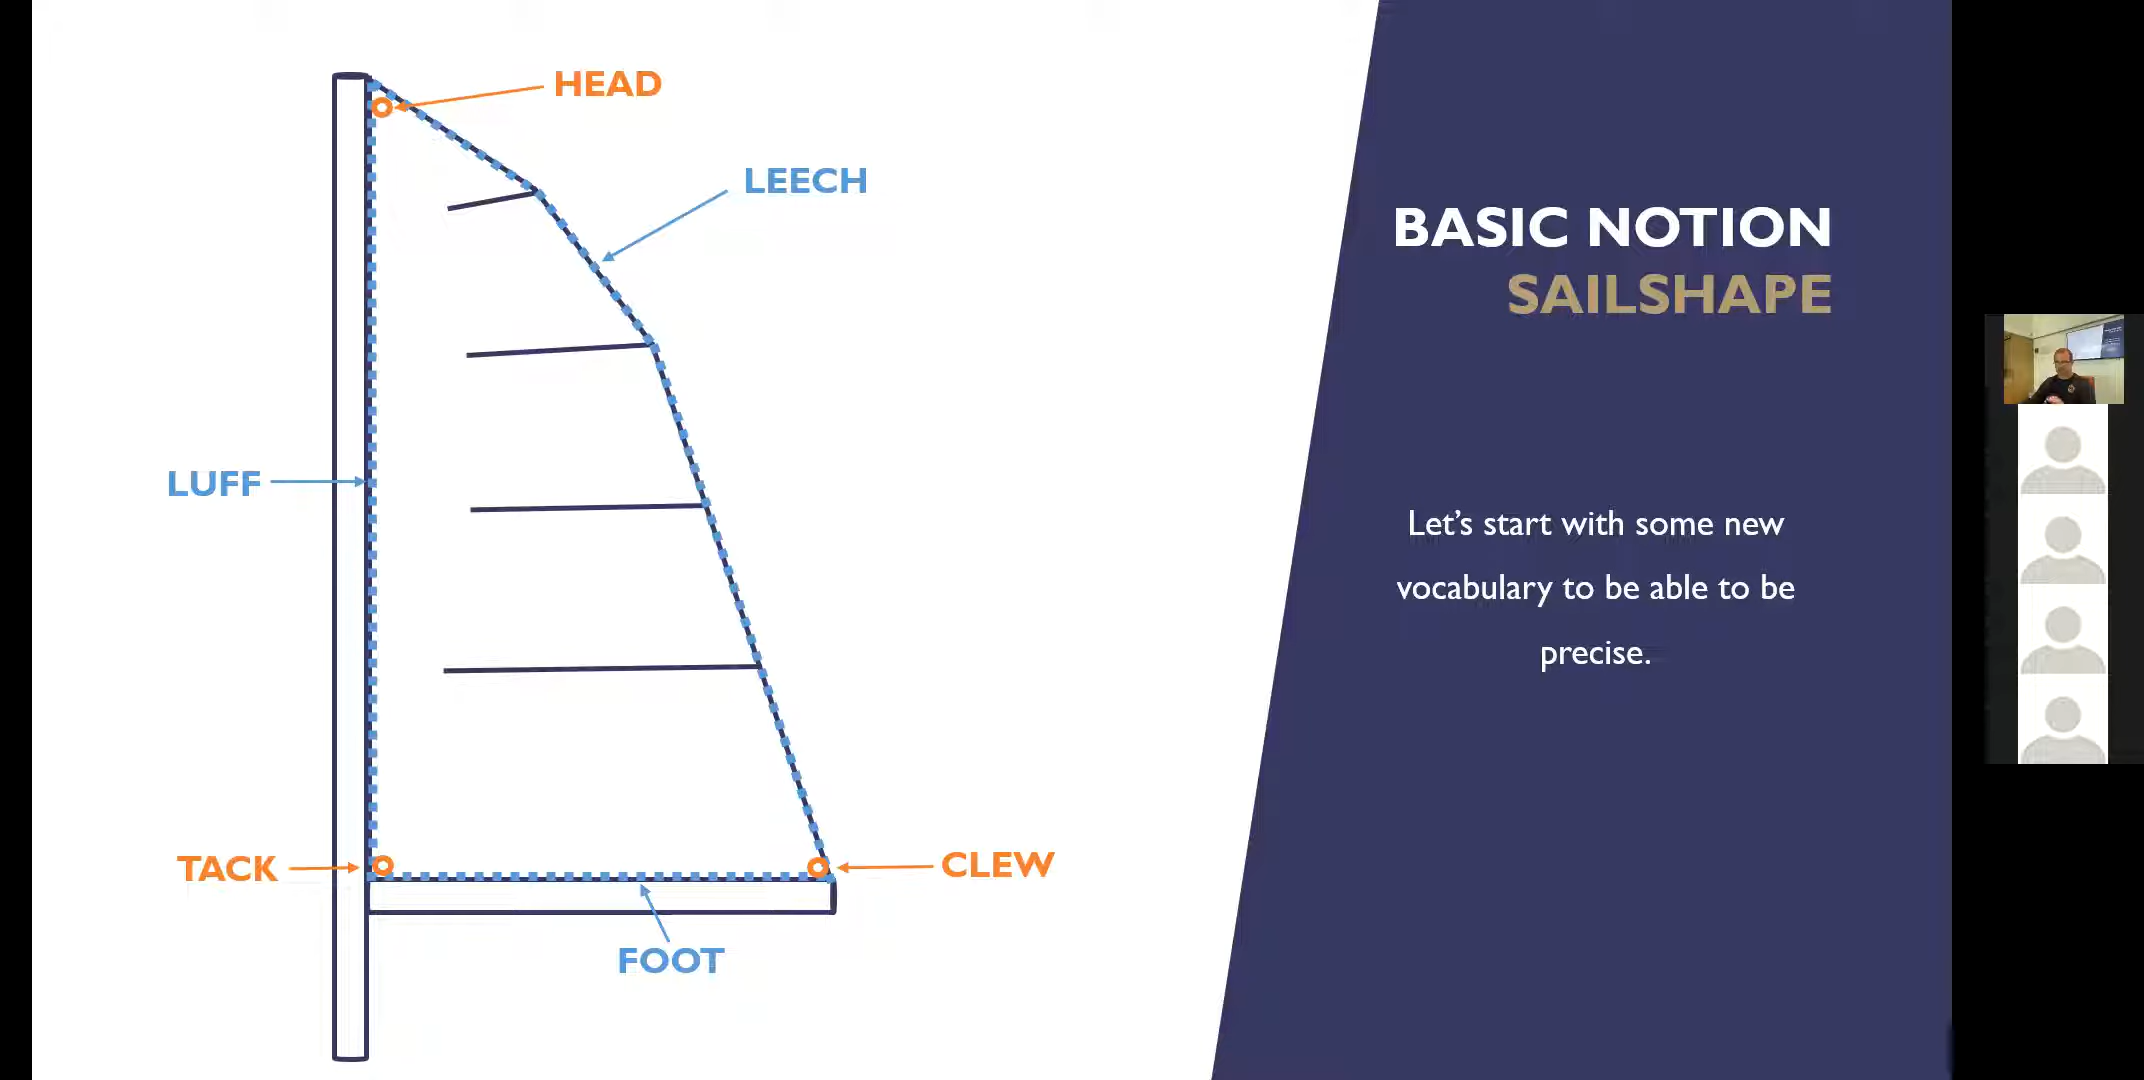 HEAD
LEECH
LUFF
TACK
CLEW
FOOT
BASIC NOTION
SAILSHAPE
Let’s start with some new
vocabulary to be able to be
precise.